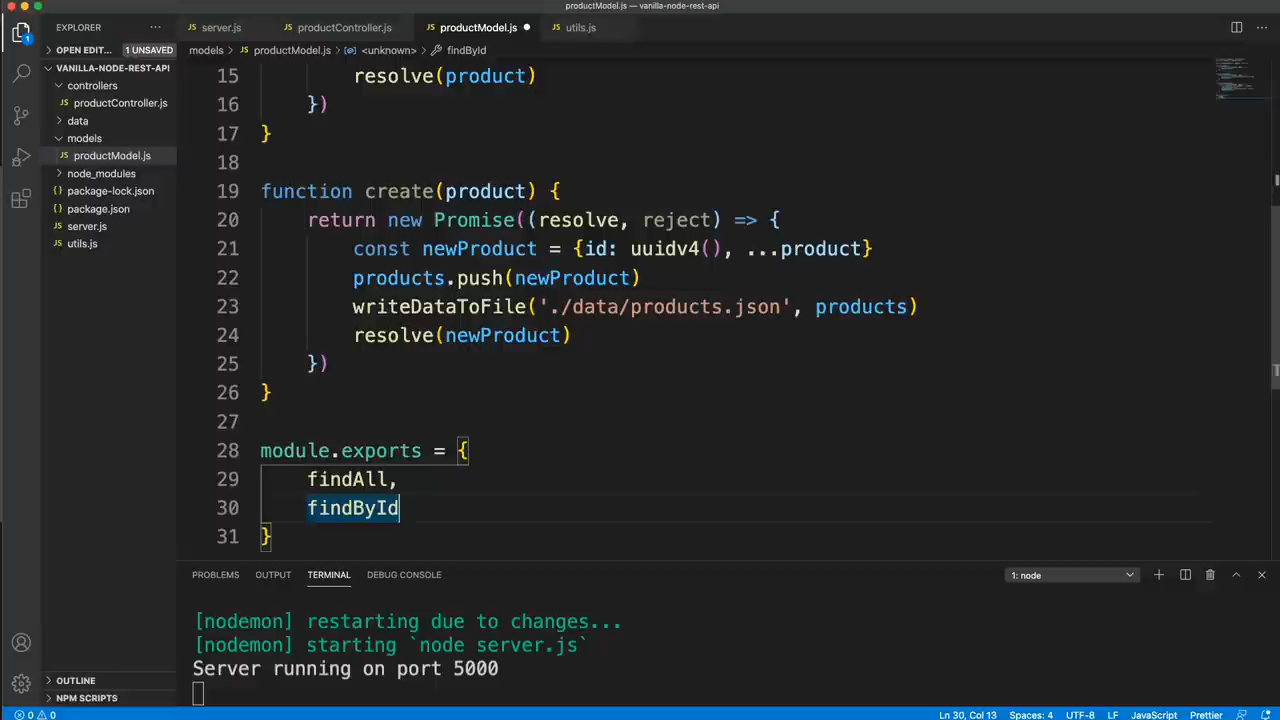 productModel.js — vanilla-node-rest-api
EXPLORER
server.js
productController.js
productModel.js
utils.js
OPEN EDIT... 1 UNSAVED
models > productModel.js > <unknown> > findById
VANILLA-NODE-REST-API
controllers
productController.js
data
models
productModel.js
node_modules
package-lock.json
package.json
server.js
utils.js
1
15 resolve(product)
16 })
17 }
18
19 function create(product) {
20 return new Promise((resolve, reject) => {
21 const newProduct = {id: uuidv4(), ...product}
22 products.push(newProduct)
23 writeDataToFile('./data/products.json', products)
24 resolve(newProduct)
25 })
26 }
27
28 module.exports = {
29 findAll,
30 findById
31 }
PROBLEMS OUTPUT TERMINAL DEBUG CONSOLE 1: node
[nodemon] restarting due to changes...
[nodemon] starting `node server.js`
Server running on port 5000
OUTLINE
NPM SCRIPTS
0 0 Ln 30, Col 13 Spaces: 4 UTF-8 LF JavaScript Prettier